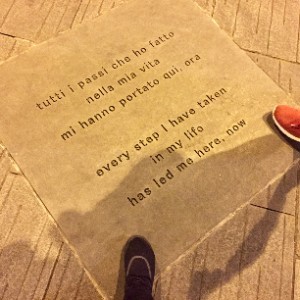 tutti i passi che ho fatto
nella mia vita
mi hanno portato qui, ora
every step I have taken
in my life
has led me here, now